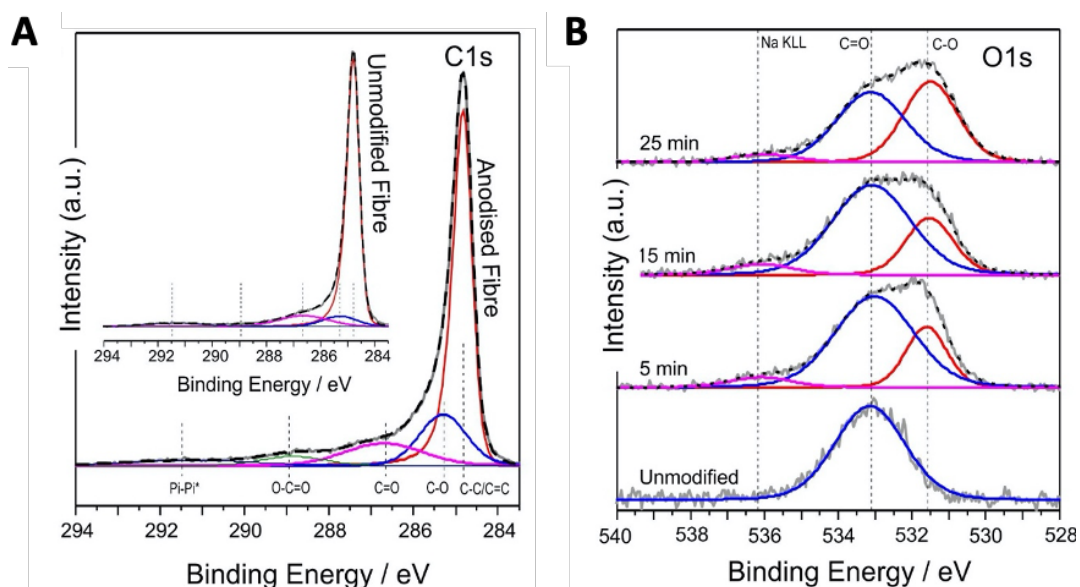 A
C1s
Unmodified Fibre
Anodised Fibre
Intensity (a.u.)
294 292 290 288 286 284
Binding Energy / eV
Pi-Pi* O-C=O C=O C-O C-C/C=C
294 292 290 288 286 284
Binding Energy / eV
B
Na KLL C=O C-O
O1s
25 min
15 min
5 min
Unmodified
Intensity (a.u.)
540 538 536 534 532 530 528
Binding Energy / eV